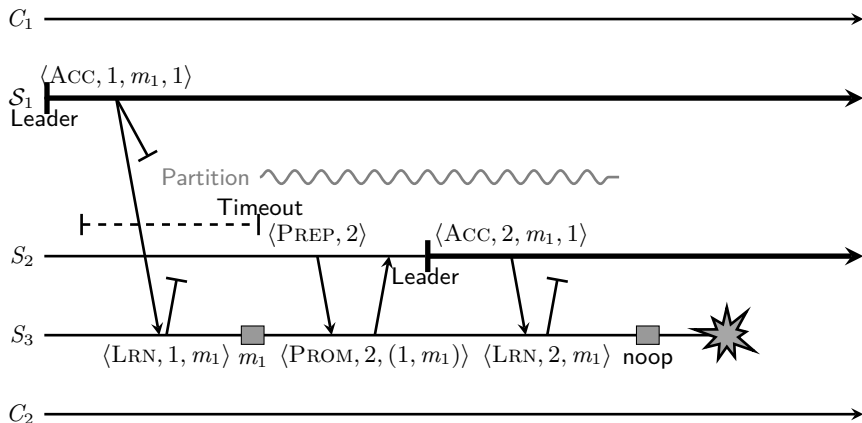 C₁
⟨ACC, 1, m₁, 1⟩
S₁
Leader
Partition
Timeout
⟨PREP, 2⟩ ⟨ACC, 2, m₁, 1⟩
S₂
Leader
S₃
⟨LRN, 1, m₁⟩ m₁ ⟨PROM, 2, (1, m₁)⟩ ⟨LRN, 2, m₁⟩ noop
C₂